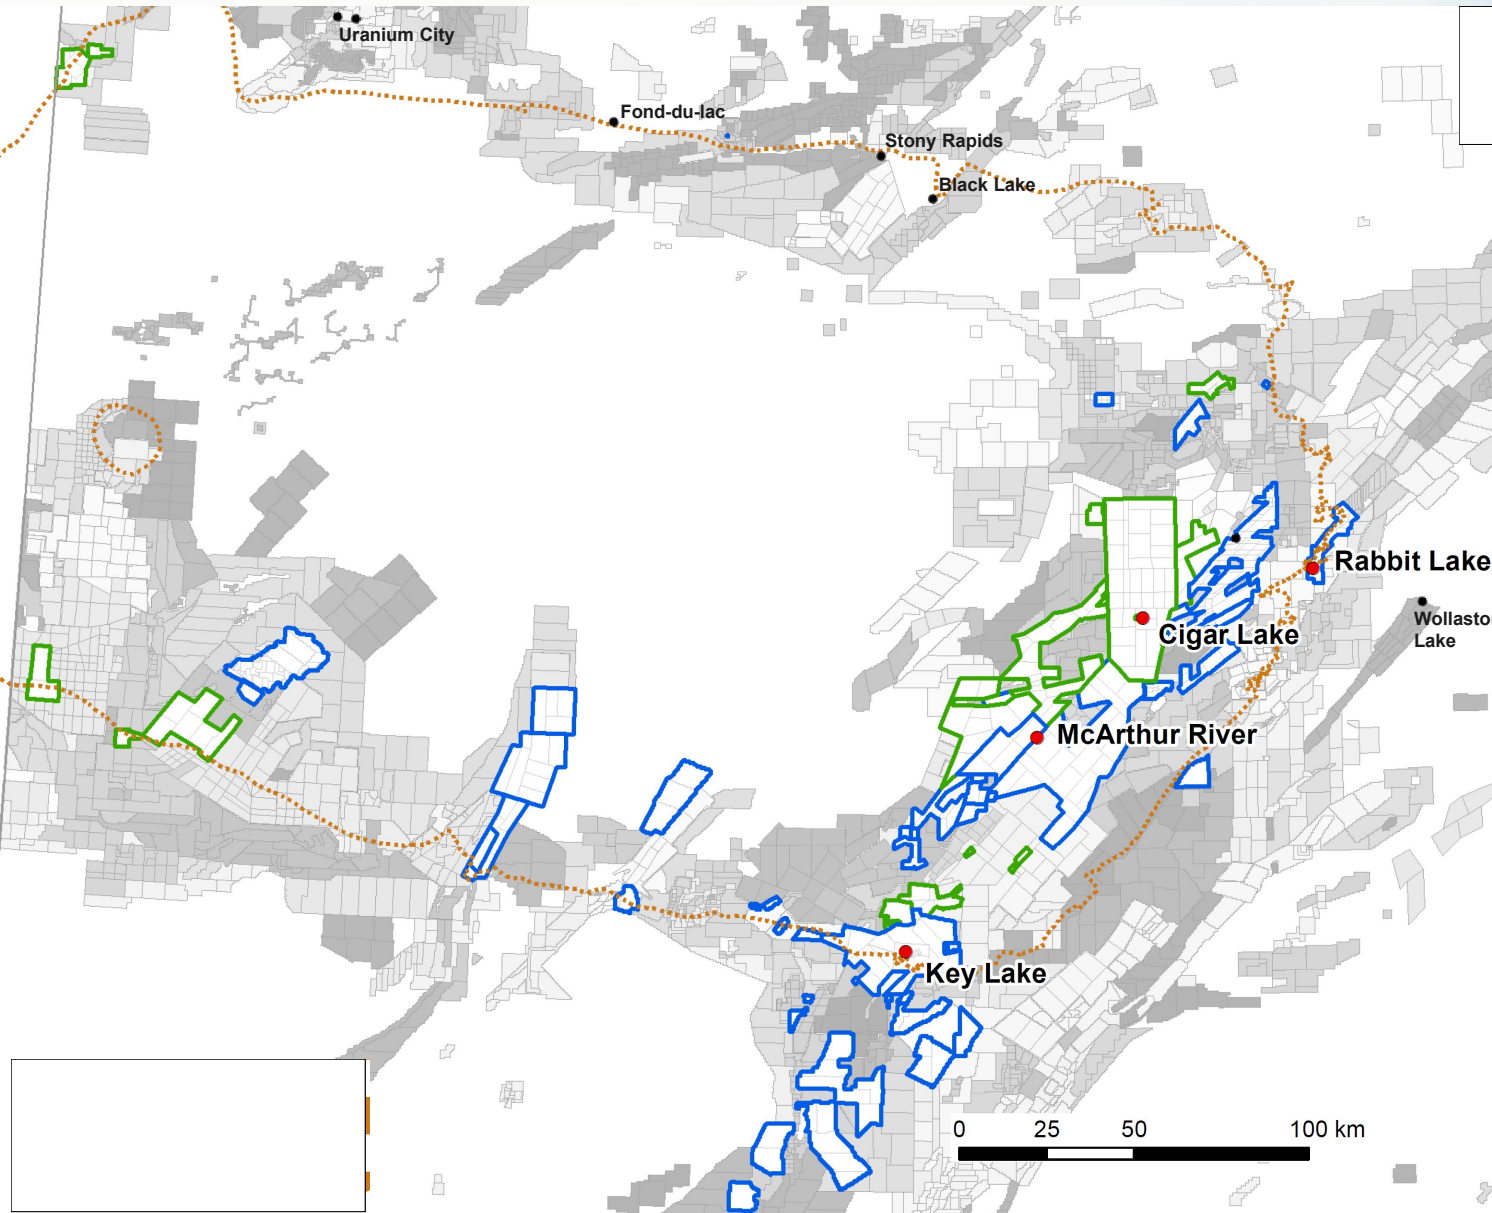 Uranium City
Fond-du-lac
Stony Rapids
Black Lake
Rabbit Lake
Wollasto
Lake
Cigar Lake
McArthur River
Key Lake
0 25 50 100 km